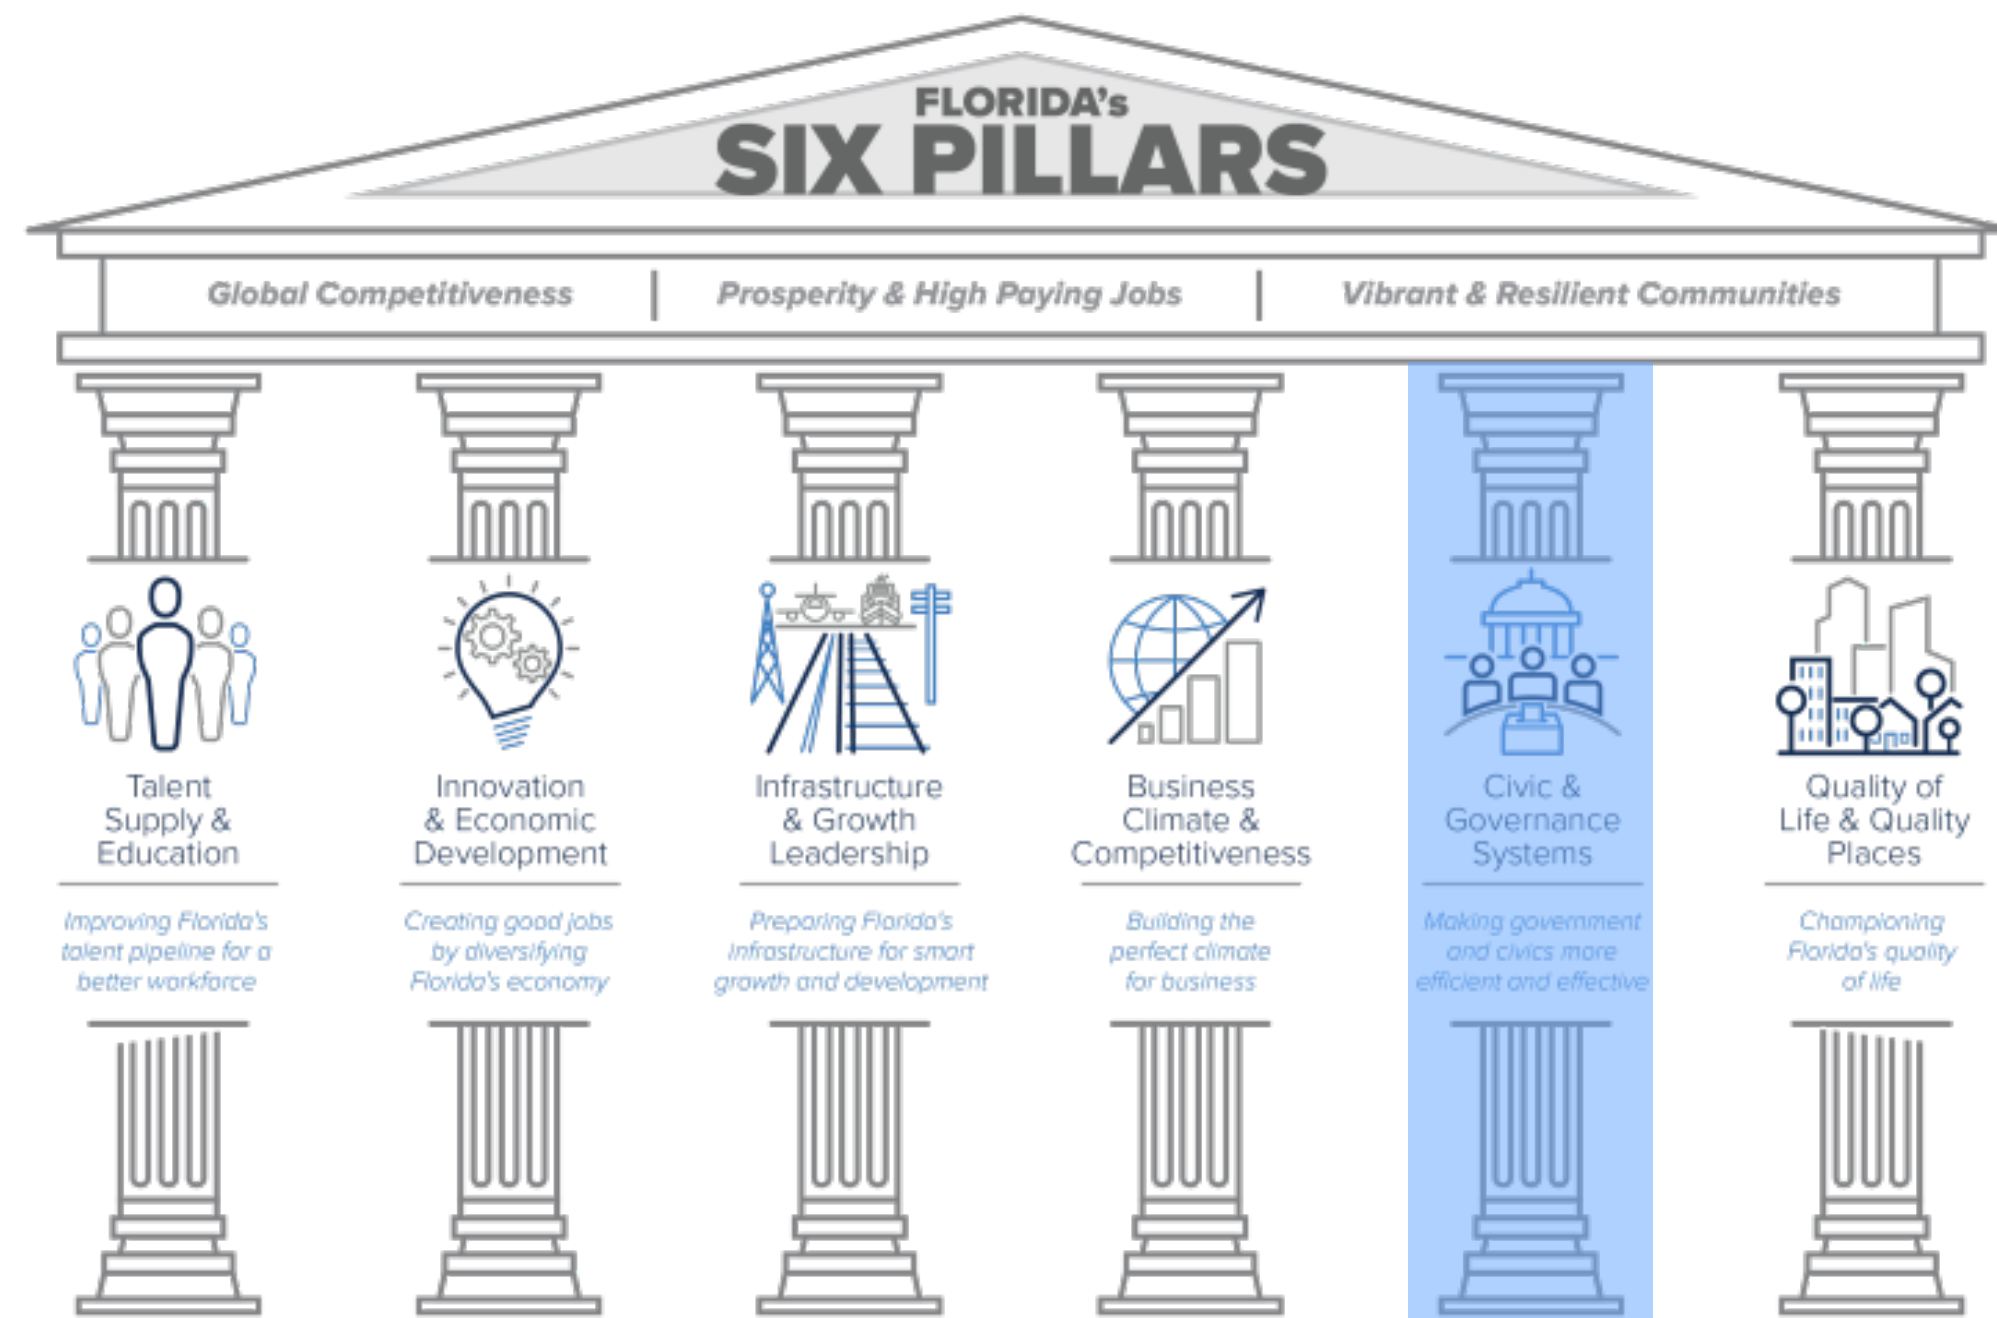 FLORIDA's
SIX PILLARS
Global Competitiveness | Prosperity & High Paying Jobs | Vibrant & Resilient Communities
Talent
Supply &
Education
Improving Florida's
talent pipeline for a
better workforce
Innovation
& Economic
Development
Creating good jobs
by diversifying
Florida's economy
Infrastructure
& Growth
Leadership
Preparing Florida's
infrastructure for smart
growth and development
Business
Climate &
Competitiveness
Building the
perfect climate
for business
Civic &
Governance
Systems
Making government
and civics more
efficient and effective
Quality of
Life & Quality
Places
Championing
Florida's quality
of life